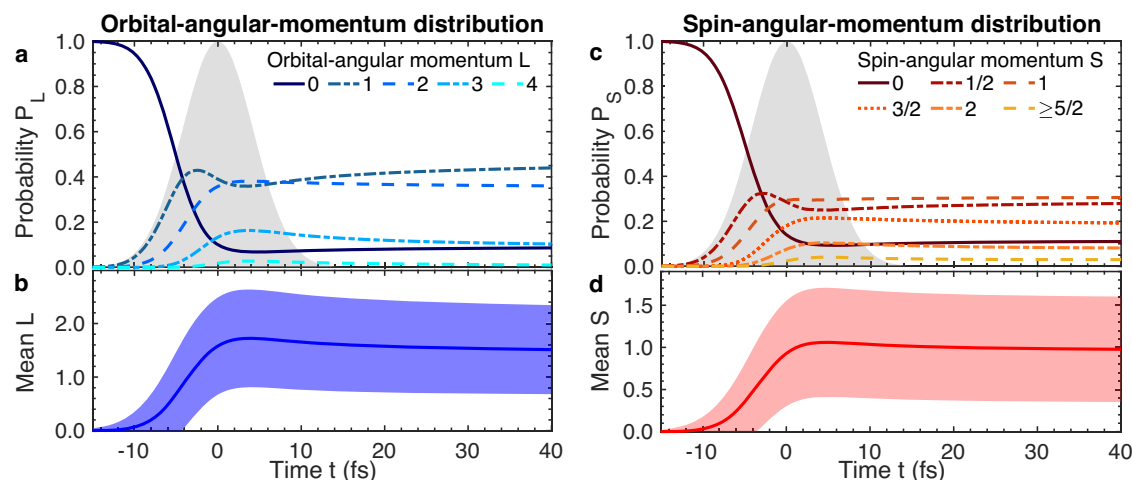 Orbital-angular-momentum distribution
a
Probability P_L
1.0
0.8
0.6
0.4
0.2
0.0
Orbital-angular momentum L
0 1 2 3 4
b
Mean L
2.0
1.0
0.0
-10 0 10 20 30 40
Time t (fs)
Spin-angular-momentum distribution
c
Probability P_S
1.0
0.8
0.6
0.4
0.2
0.0
Spin-angular momentum S
0 1/2 1
3/2 2 ≥5/2
d
Mean S
1.5
1.0
0.5
0.0
-10 0 10 20 30 40
Time t (fs)